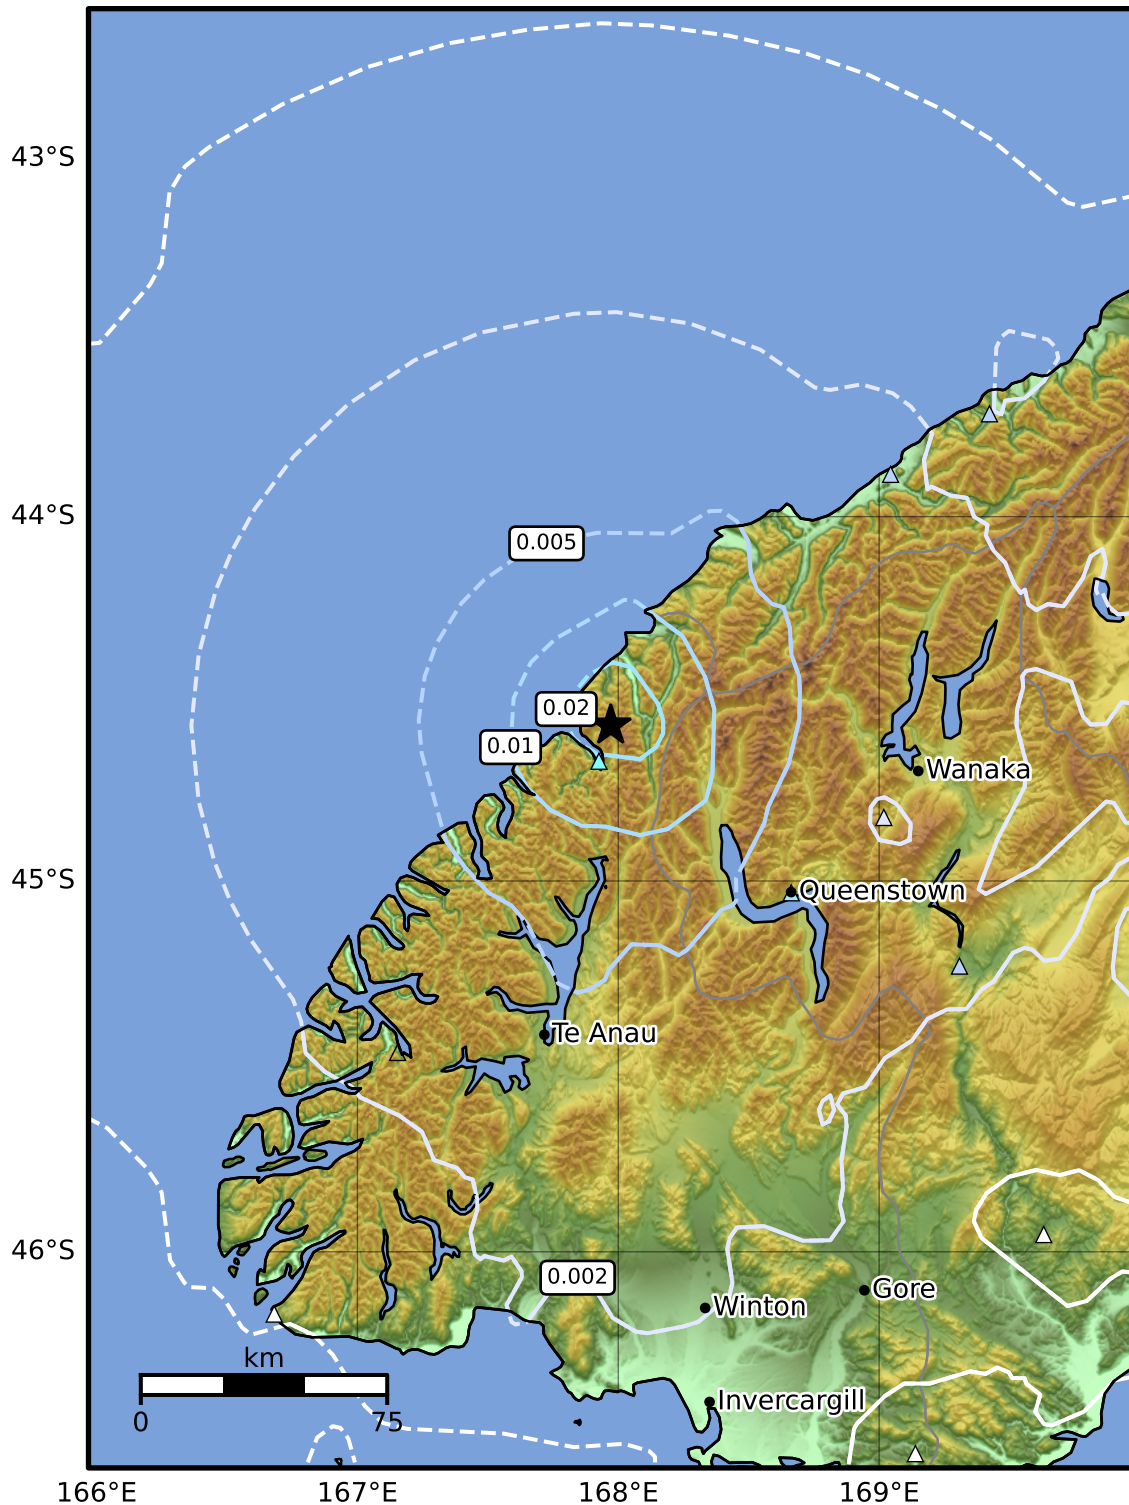 43°S
44°S
0.005
0.02
0.01
Wanaka
45°S
Queenstown
Te Anau
46°S
0.002
Gore
Winton
km
Invercargill
0
75
166°E
167°E
168°E
169°E